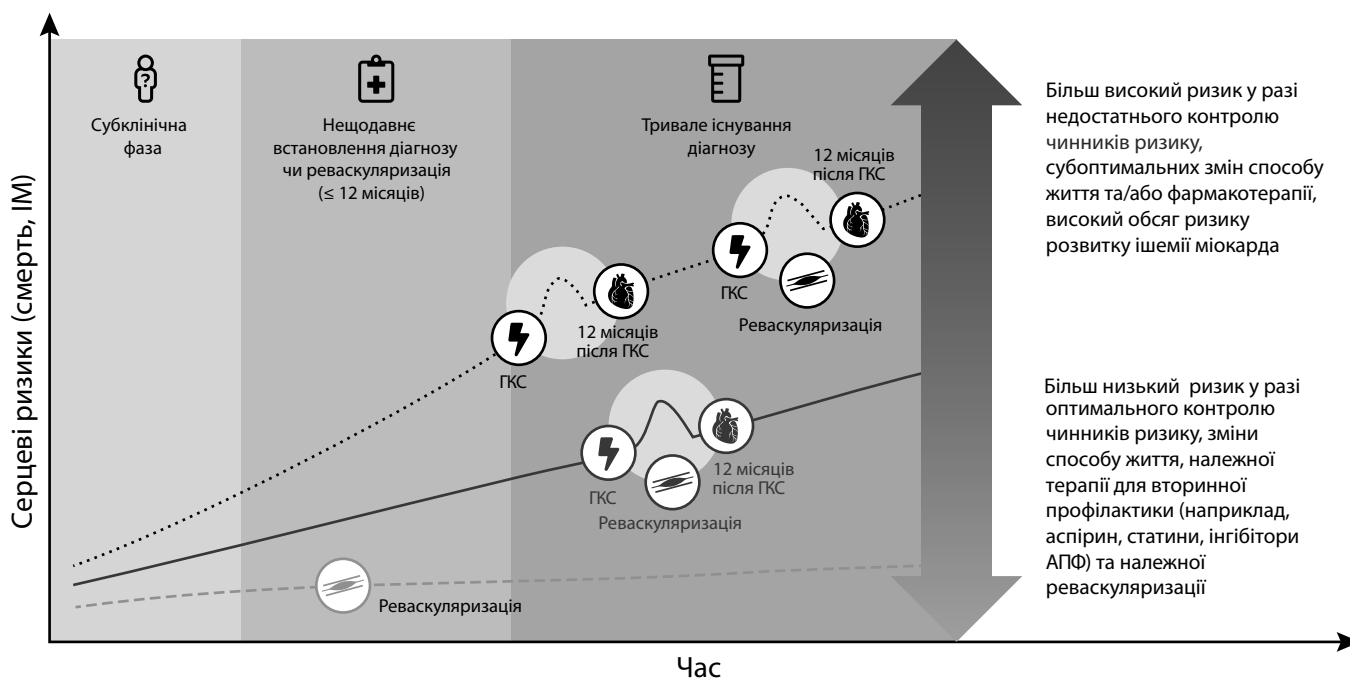 Серцеві ризики (смерть, ІМ)
Субклінічна
фаза
Нещодавнє
встановлення діагнозу
чи реваскуляризація
(≤ 12 місяців)
Тривале існування
діагнозу
12 місяців
після ГКС
ГКС
Реваскуляризація
12 місяців
після ГКС
ГКС
12 місяців
після ГКС
ГКС
Реваскуляризація
Реваскуляризація
Більш високий ризик у разі
недостатнього контролю
чинників ризику,
субоптимальних змін способу
життя та/або фармакотерапії,
високий обсяг ризику
розвитку ішемії міокарда
Більш низький ризик у разі
оптимального контролю
чинників ризику, зміни
способу життя, належної
терапії для вторинної
профілактики (наприклад,
аспірин, статини, інгібітори
АПФ) та належної
реваскуляризації
Час